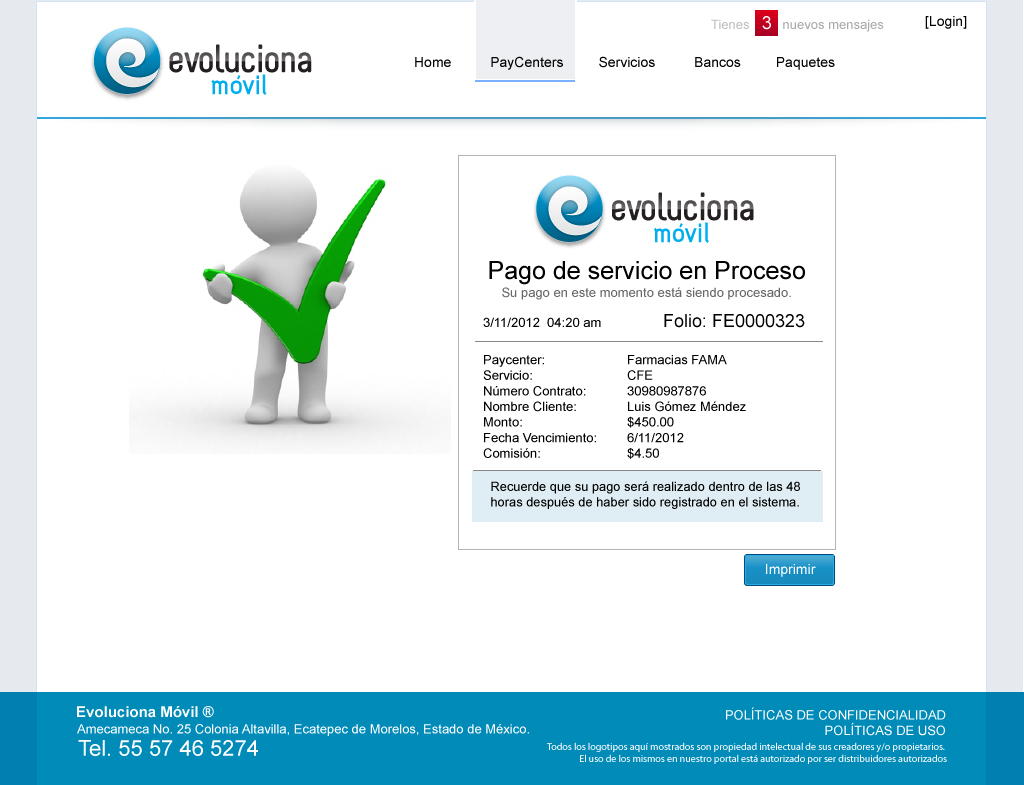 Tienes 3 nuevos mensajes
[Login]
evoluciona
móvil
Home PayCenters Servicios Bancos Paquetes
evoluciona
móvil
Pago de servicio en Proceso
Su pago en este momento está siendo procesado.
3/11/2012 04:20 am Folio: FE0000323
Paycenter: Farmacias FAMA
Servicio: CFE
Número Contrato: 30980987876
Nombre Cliente: Luis Gómez Méndez
Monto: $450.00
Fecha Vencimiento: 6/11/2012
Comisión: $4.50
Recuerde que su pago será realizado dentro de las 48
horas después de haber sido registrado en el sistema.
Imprimir
Evoluciona Móvil ®
Amecameca No. 25 Colonia Altavilla, Ecatepec de Morelos, Estado de México.
Tel. 55 57 46 5274
POLÍTICAS DE CONFIDENCIALIDAD
POLÍTICAS DE USO
Todos los logotipos aquí mostrados son propiedad intelectual de sus creadores y/o propietarios.
El uso de los mismos en nuestro portal está autorizado por ser distribuidores autorizados